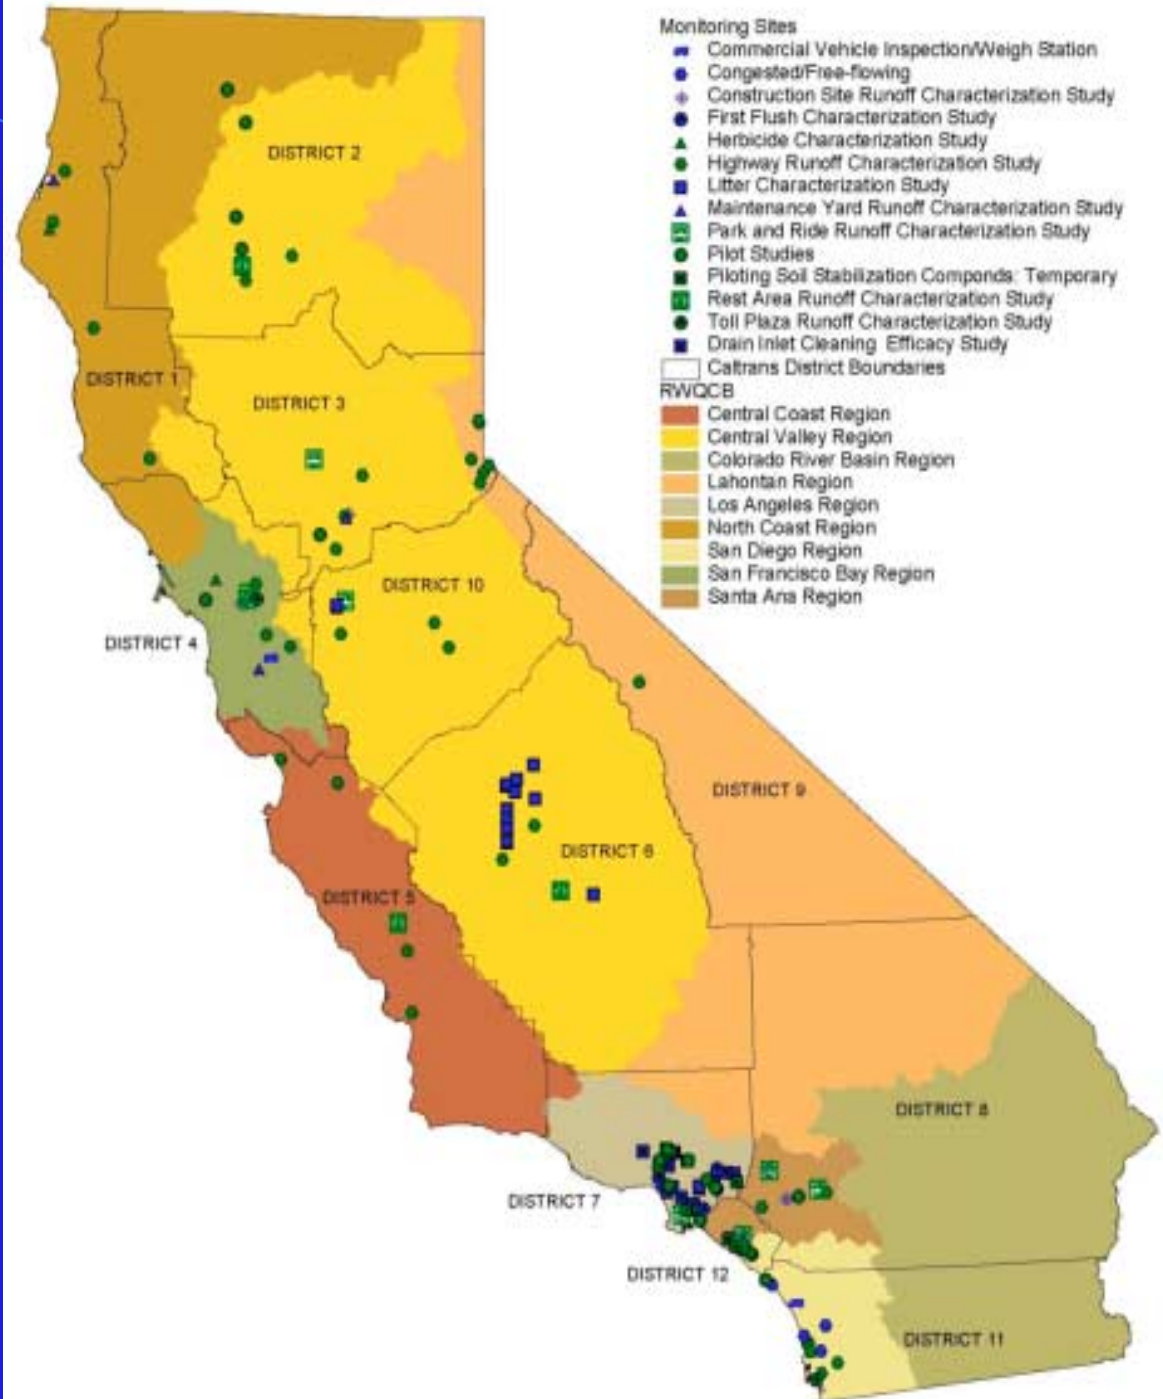 Monitoring Sites
Commercial Vehicle Inspection/Weigh Station
Congested/Free-flowing
Construction Site Runoff Characterization Study
First Flush Characterization Study
Herbicide Characterization Study
Highway Runoff Characterization Study
Litter Characterization Study
Maintenance Yard Runoff Characterization Study
Park and Ride Runoff Characterization Study
Pilot Studies
Piloting Soil Stabilization Componds: Temporary
Rest Area Runoff Characterization Study
Toll Plaza Runoff Characterization Study
Drain Inlet Cleaning Efficacy Study
Caltrans District Boundaries
RWQCB
Central Coast Region
Central Valley Region
Colorado River Basin Region
Lahontan Region
Los Angeles Region
North Coast Region
San Diego Region
San Francisco Bay Region
Santa Ana Region
DISTRICT 2
DISTRICT 1
DISTRICT 3
DISTRICT 10
DISTRICT 4
DISTRICT 9
DISTRICT 6
DISTRICT 5
DISTRICT 8
DISTRICT 7
DISTRICT 12
DISTRICT 11